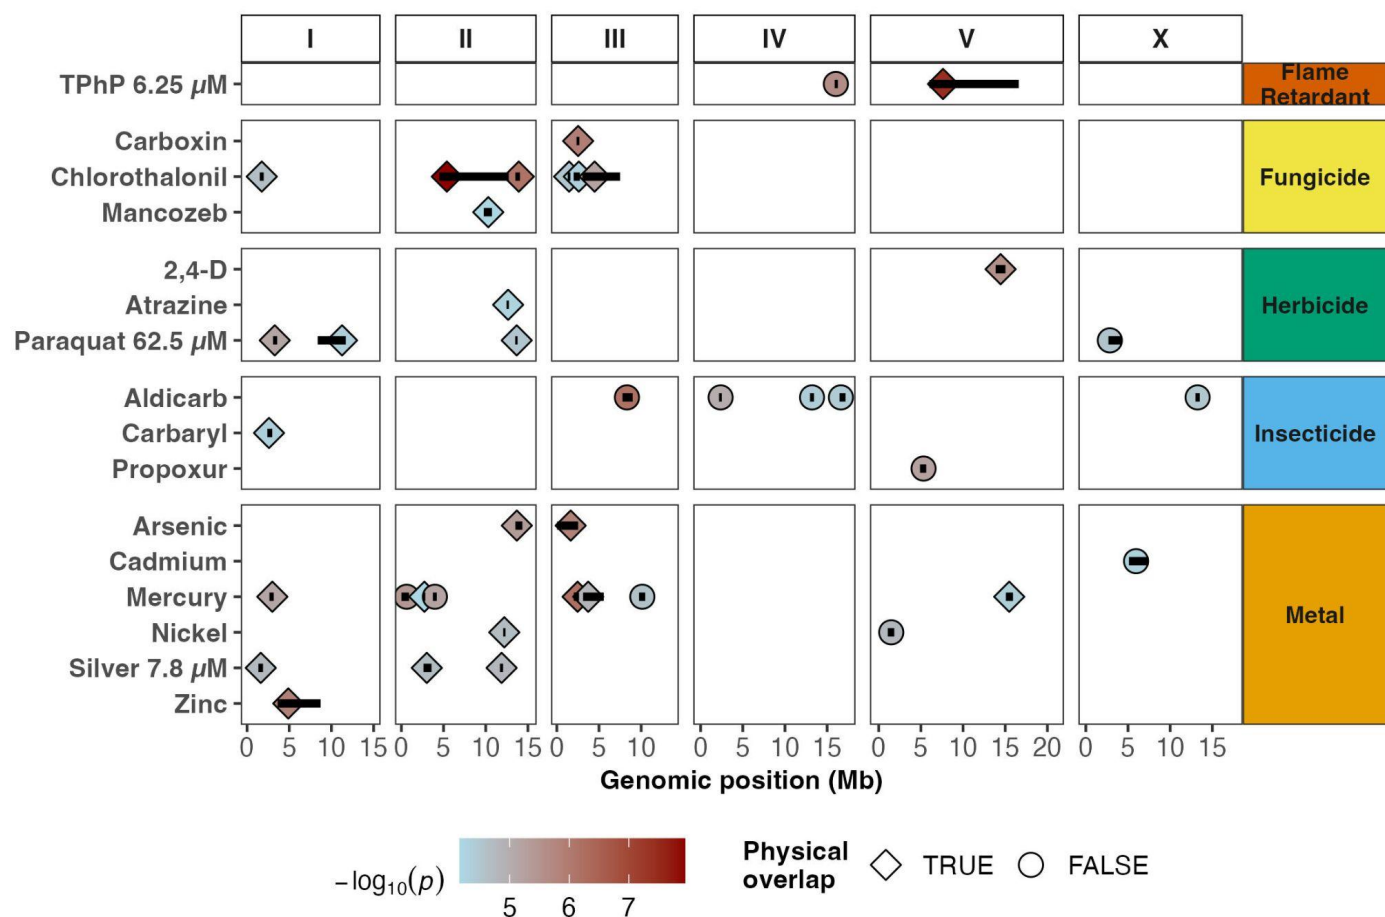 I II III IV V X
TPhP 6.25 µM
Flame
Retardant
Carboxin
Chlorothalonil
Mancozeb
Fungicide
2,4-D
Atrazine
Paraquat 62.5 µM
Herbicide
Aldicarb
Carbaryl
Propoxur
Insecticide
Arsenic
Cadmium
Mercury
Nickel
Silver 7.8 µM
Zinc
Metal
0 5 10 15 0 5 10 15 0 5 10 0 5 10 15 0 5 10 15 20 0 5 10 15
Genomic position (Mb)
−log₁₀(p)
5 6 7
Physical
overlap
TRUE FALSE